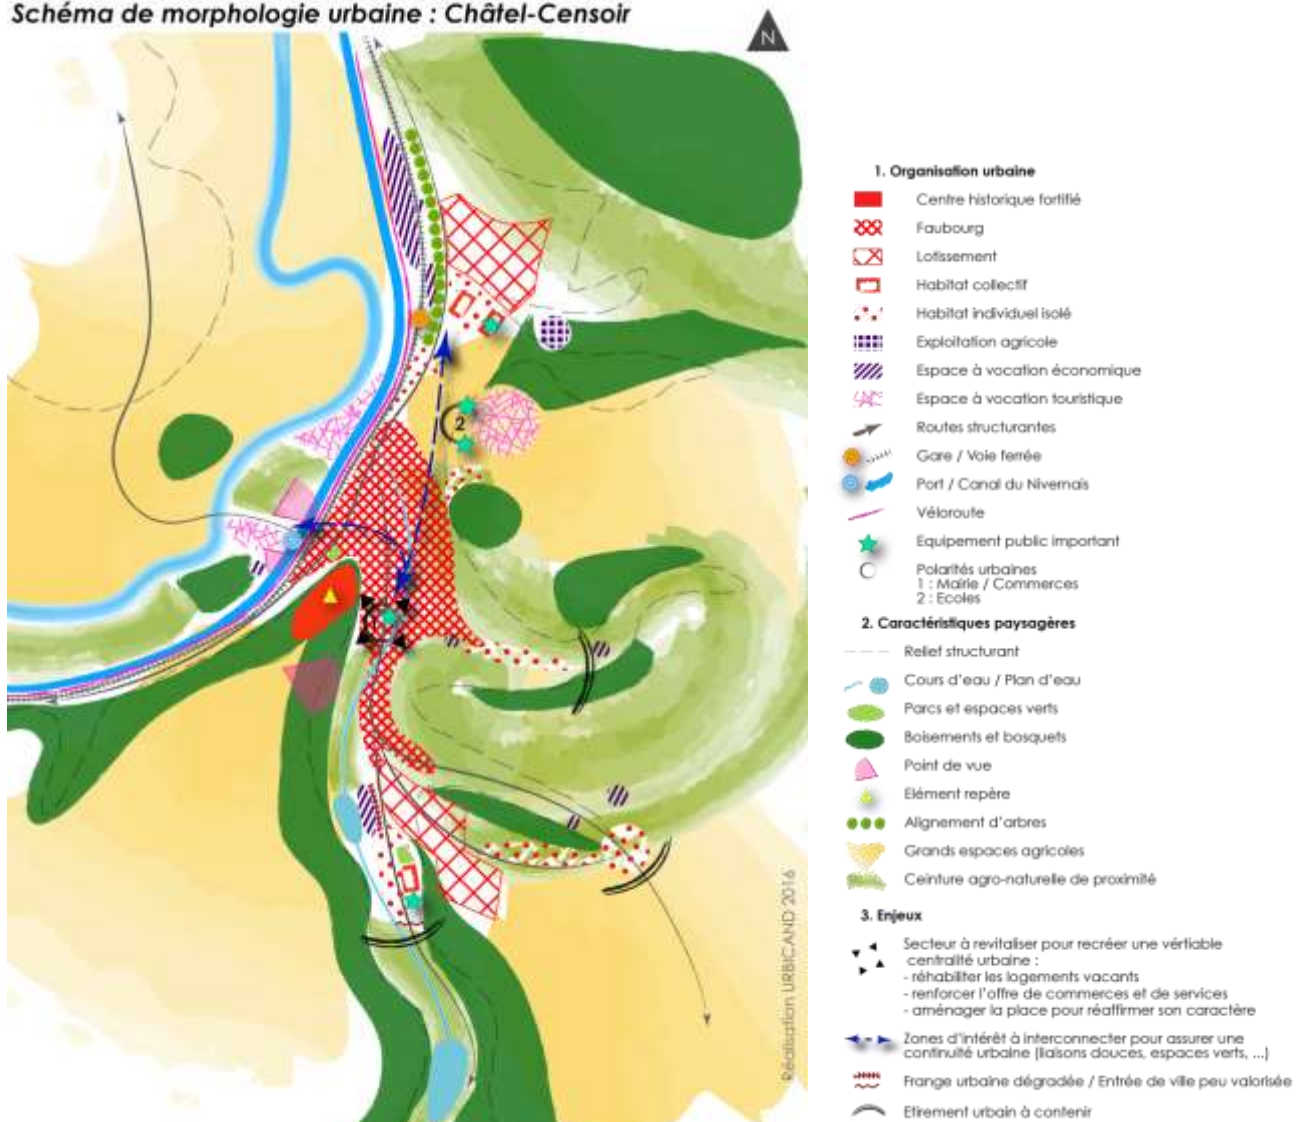 Schéma de morphologie urbaine : Châtel-Censoir
N
2
Réalisation URBICAND 2016
1. Organisation urbaine
Centre historique fortifié
Faubourg
Lotissement
Habitat collectif
Habitat individuel isolé
Exploitation agricole
Espace à vocation économique
Espace à vocation touristique
Routes structurantes
Gare / Voie ferrée
Port / Canal du Nivernais
Véloroute
Equipement public important
Polarités urbaines
1 : Mairie / Commerces
2 : Ecoles
2. Caractéristiques paysagères
Relief structurant
Cours d'eau / Plan d'eau
Parcs et espaces verts
Boisements et bosquets
Point de vue
Elément repère
Alignement d'arbres
Grands espaces agricoles
Ceinture agro-naturelle de proximité
3. Enjeux
Secteur à revitaliser pour recréer une vértiable
centralité urbaine :
- réhabiliter les logements vacants
- renforcer l'offre de commerces et de services
- aménager la place pour réaffirmer son caractère
Zones d'intérêt à interconnecter pour assurer une
continuité urbaine (liaisons douces, espaces verts, ...)
Frange urbaine dégradée / Entrée de ville peu valorisée
Etirement urbain à contenir